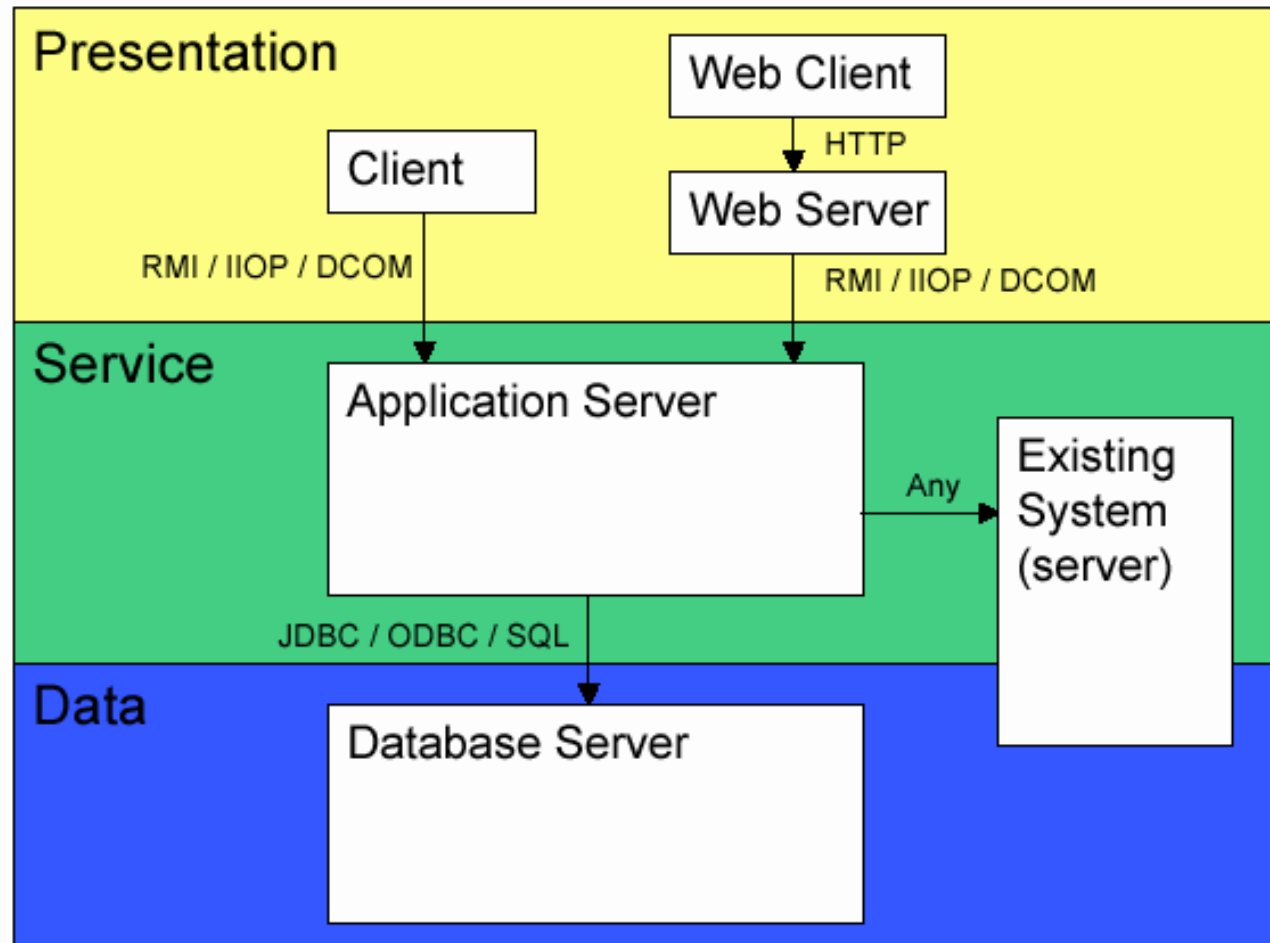 Presentation
Web Client
HTTP
Client
Web Server
RMI / IIOP / DCOM
RMI / IIOP / DCOM
Service
Application Server
Existing
System
(server)
Any
JDBC / ODBC / SQL
Data
Database Server